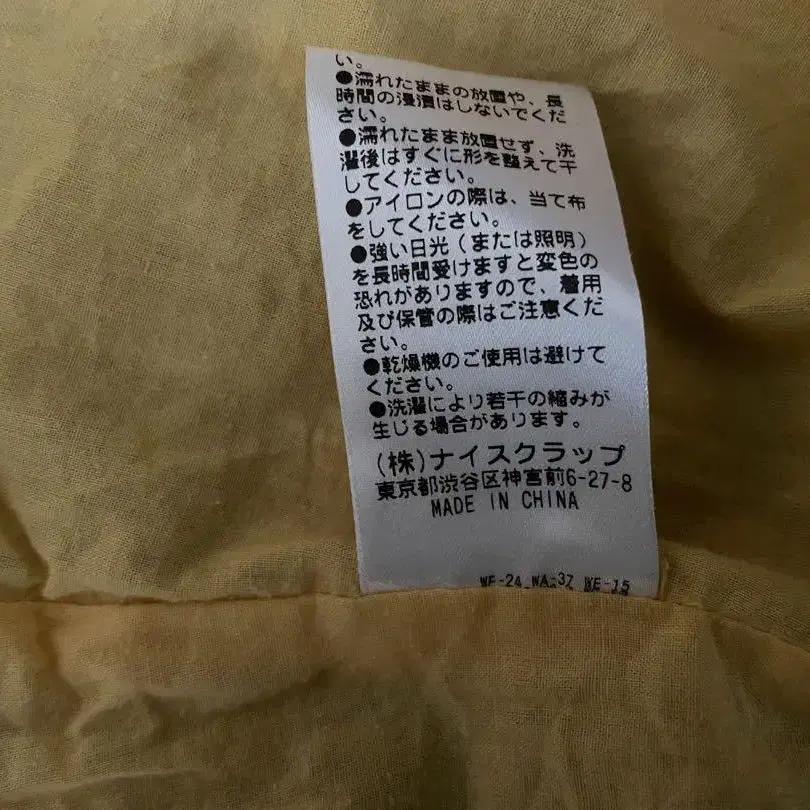 い。
●濡れたままの放置や、長
時間の浸漬はしないでくだ
さい。
●濡れたまま放置せず、洗
濯後はすぐに形を整えて干
してください。
●アイロンの際は、当て布
をしてください。
●強い日光(または照明)
を長時間受けますと変色の
恐れがありますので、着用
及び保管の際はご注意くだ
さい。
●乾燥機のご使用は避けて
ください。
●洗濯により若干の縮みが
生じる場合があります。
(株)ナイスクラップ
東京都渋谷区神宮前6-27-8
MADE IN CHINA
WF-24 WA-37 WE-15